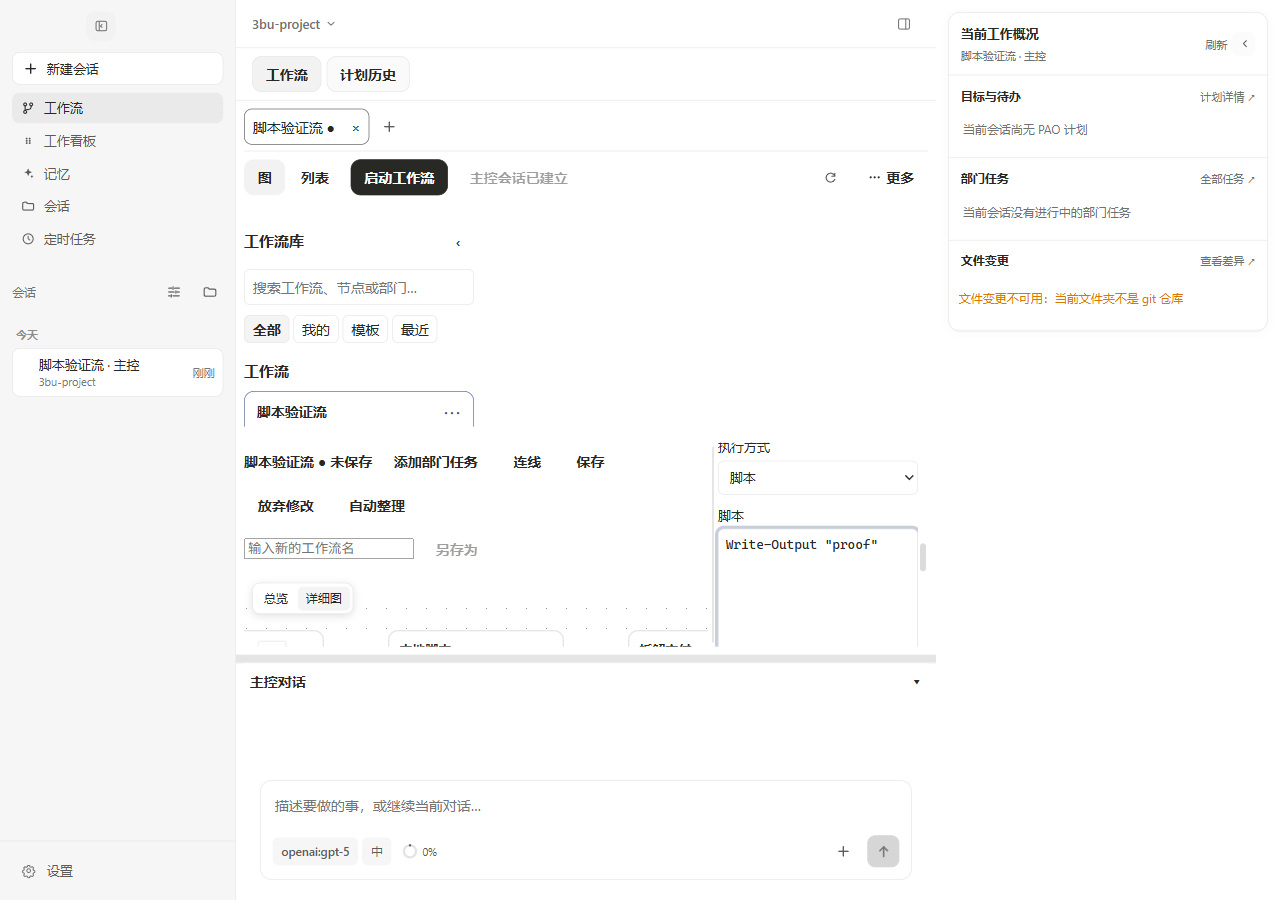 新建会话
工作流
工作看板
记忆
会话
定时任务
会话
今天
脚本验证流 · 主控
3bu-project
刚刚
设置
3bu-project
工作流
计划历史
脚本验证流 ●
×
+
图
列表
启动工作流
主控会话已建立
··· 更多
工作流库
搜索工作流、节点或部门...
全部
我的
模板
最近
工作流
脚本验证流
脚本验证流 ● 未保存
添加部门任务
连线
保存
放弃修改
自动整理
输入新的工作流名
另存为
总览
详细图
执行方式
脚本
脚本
Write-Output "proof"
主控对话
描述要做的事，或继续当前对话...
openai:gpt-5
中
0%
当前工作概况
脚本验证流 · 主控
刷新
目标与待办
计划详情 ↗
当前会话尚无 PAO 计划
部门任务
全部任务 ↗
当前会话没有进行中的部门任务
文件变更
查看差异 ↗
文件变更不可用：当前文件夹不是 git 仓库